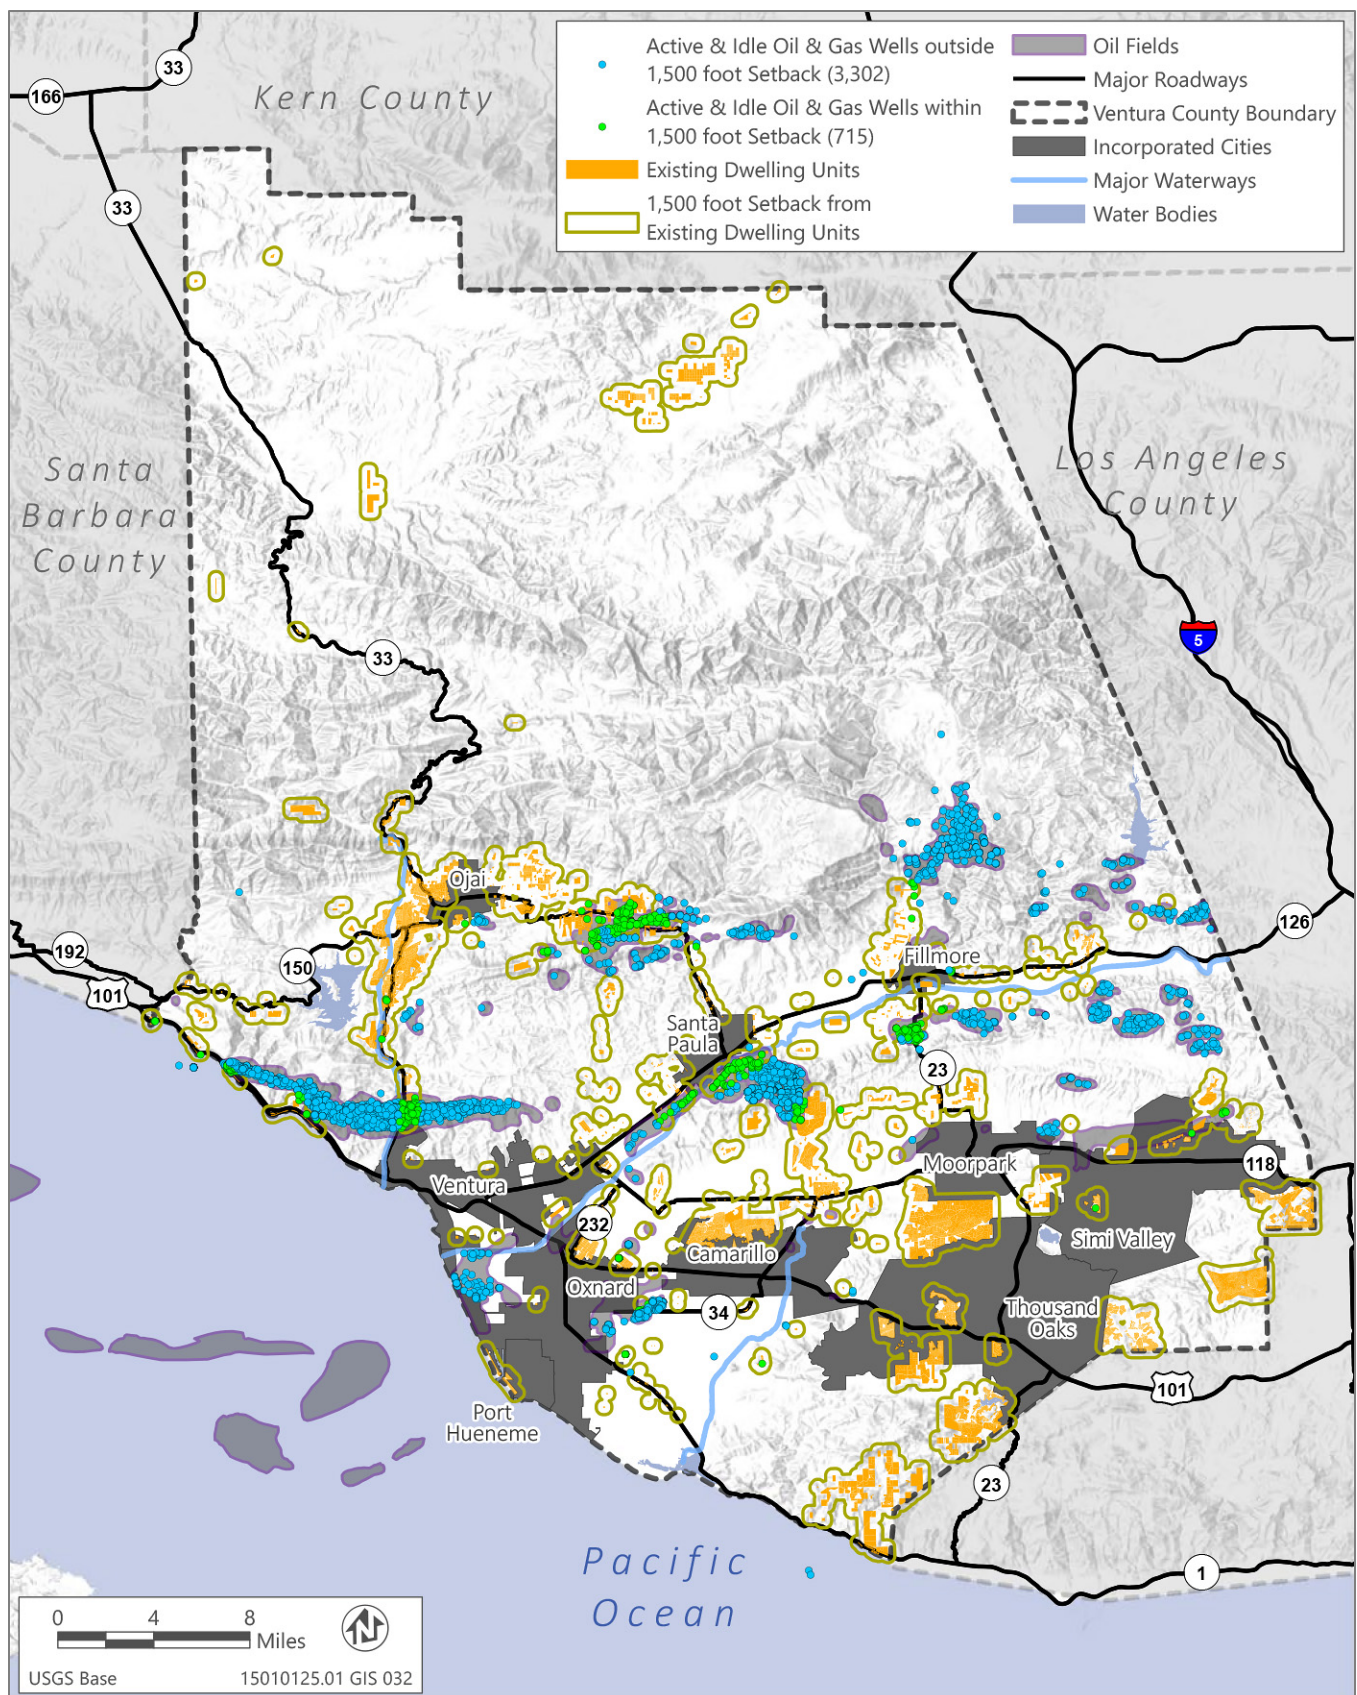 Active & Idle Oil & Gas Wells outside
1,500 foot Setback (3,302)
Active & Idle Oil & Gas Wells within
1,500 foot Setback (715)
Existing Dwelling Units
1,500 foot Setback from
Existing Dwelling Units
Oil Fields
Major Roadways
Ventura County Boundary
Incorporated Cities
Major Waterways
Water Bodies
33
166
Kern County
33
Santa
Barbara
County
Los Angeles
County
5
33
Ojai
126
192
150
101
Fillmore
Santa
Paula
23
Moorpark
118
Ventura
232
Camarillo
Simi Valley
Oxnard
34
Thousand
Oaks
101
Port
Hueneme
23
Pacific
Ocean
1
0 4 8
Miles
N
USGS Base 15010125.01 GIS 032